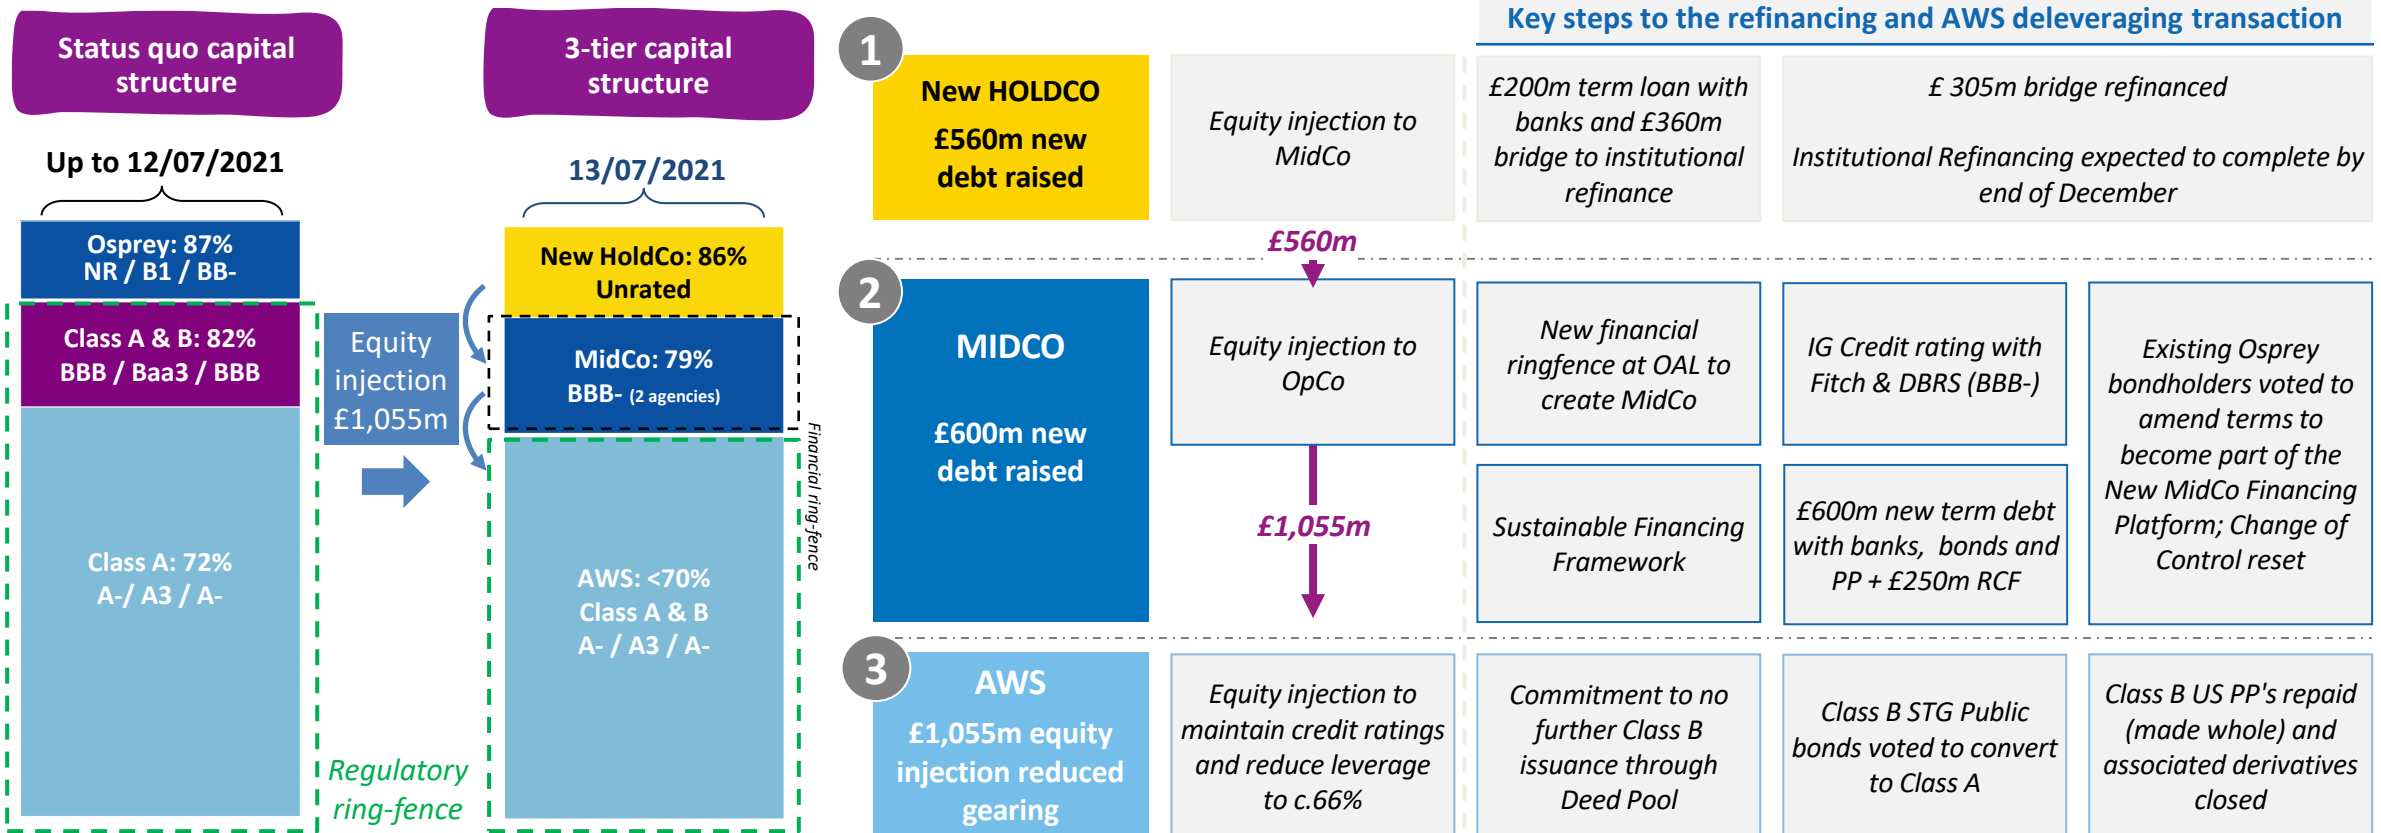 Status quo capital
structure
3-tier capital
structure
Up to 12/07/2021
13/07/2021
Osprey: 87%
NR / B1 / BB-
Class A & B: 82%
BBB / Baa3 / BBB
Class A: 72%
A-/ A3 / A-
Regulatory
ring-fence
Equity
injection
£1,055m
New HoldCo: 86%
Unrated
MidCo: 79%
BBB- (2 agencies)
AWS: <70%
Class A & B
A- / A3 / A-
Financial ring-fence
Key steps to the refinancing and AWS deleveraging transaction
1
New HOLDCO
£560m new
debt raised
Equity injection to
MidCo
£200m term loan with
banks and £360m
bridge to institutional
refinance
£ 305m bridge refinanced
Institutional Refinancing expected to complete by
end of December
£560m
2
MIDCO
£600m new
debt raised
Equity injection to
OpCo
£1,055m
New financial
ringfence at OAL to
create MidCo
IG Credit rating with
Fitch & DBRS (BBB-)
Existing Osprey
bondholders voted to
amend terms to
become part of the
New MidCo Financing
Platform; Change of
Control reset
Sustainable Financing
Framework
£600m new term debt
with banks, bonds and
PP + £250m RCF
3
AWS
£1,055m equity
injection reduced
gearing
Equity injection to
maintain credit ratings
and reduce leverage
to c.66%
Commitment to no
further Class B
issuance through
Deed Pool
Class B STG Public
bonds voted to convert
to Class A
Class B US PP's repaid
(made whole) and
associated derivatives
closed